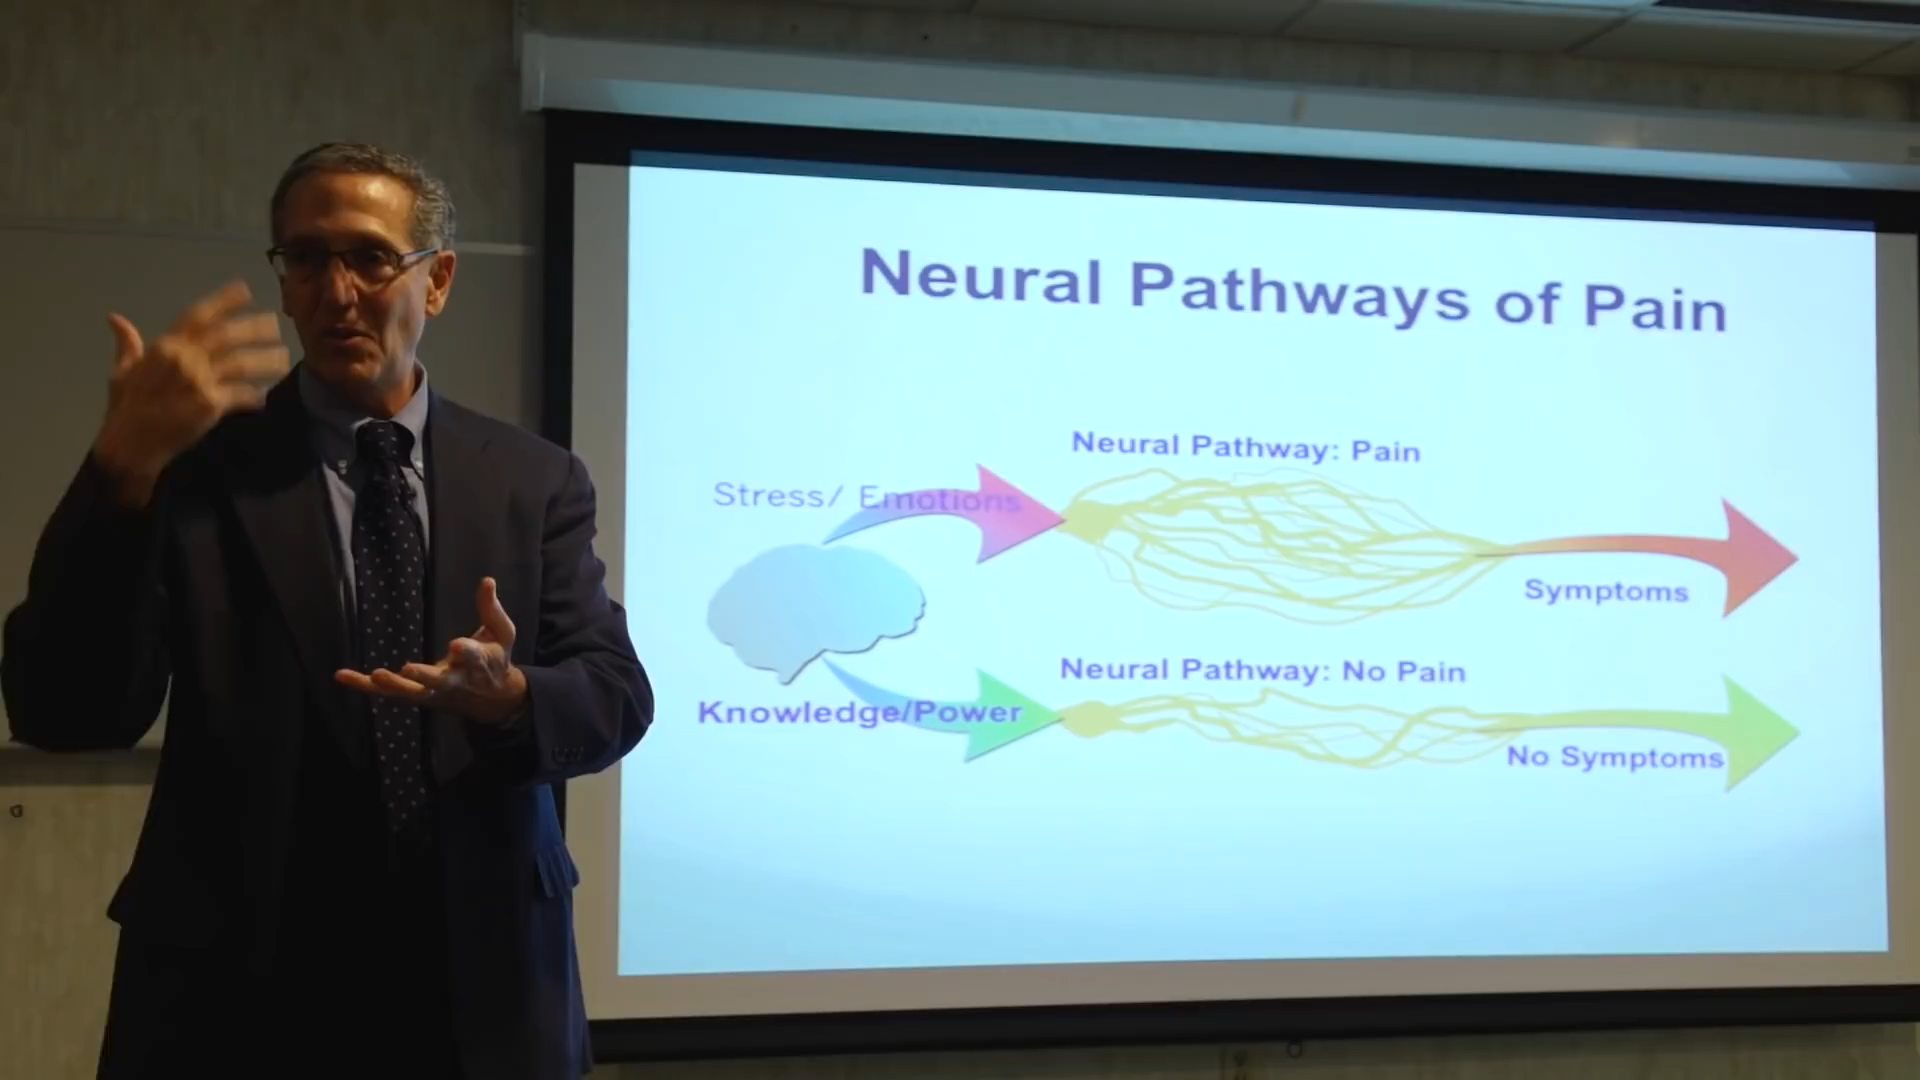 Neural Pathways of Pain
Neural Pathway: Pain
Stress/ Emotions
Symptoms
Neural Pathway: No Pain
Knowledge/Power
No Symptoms